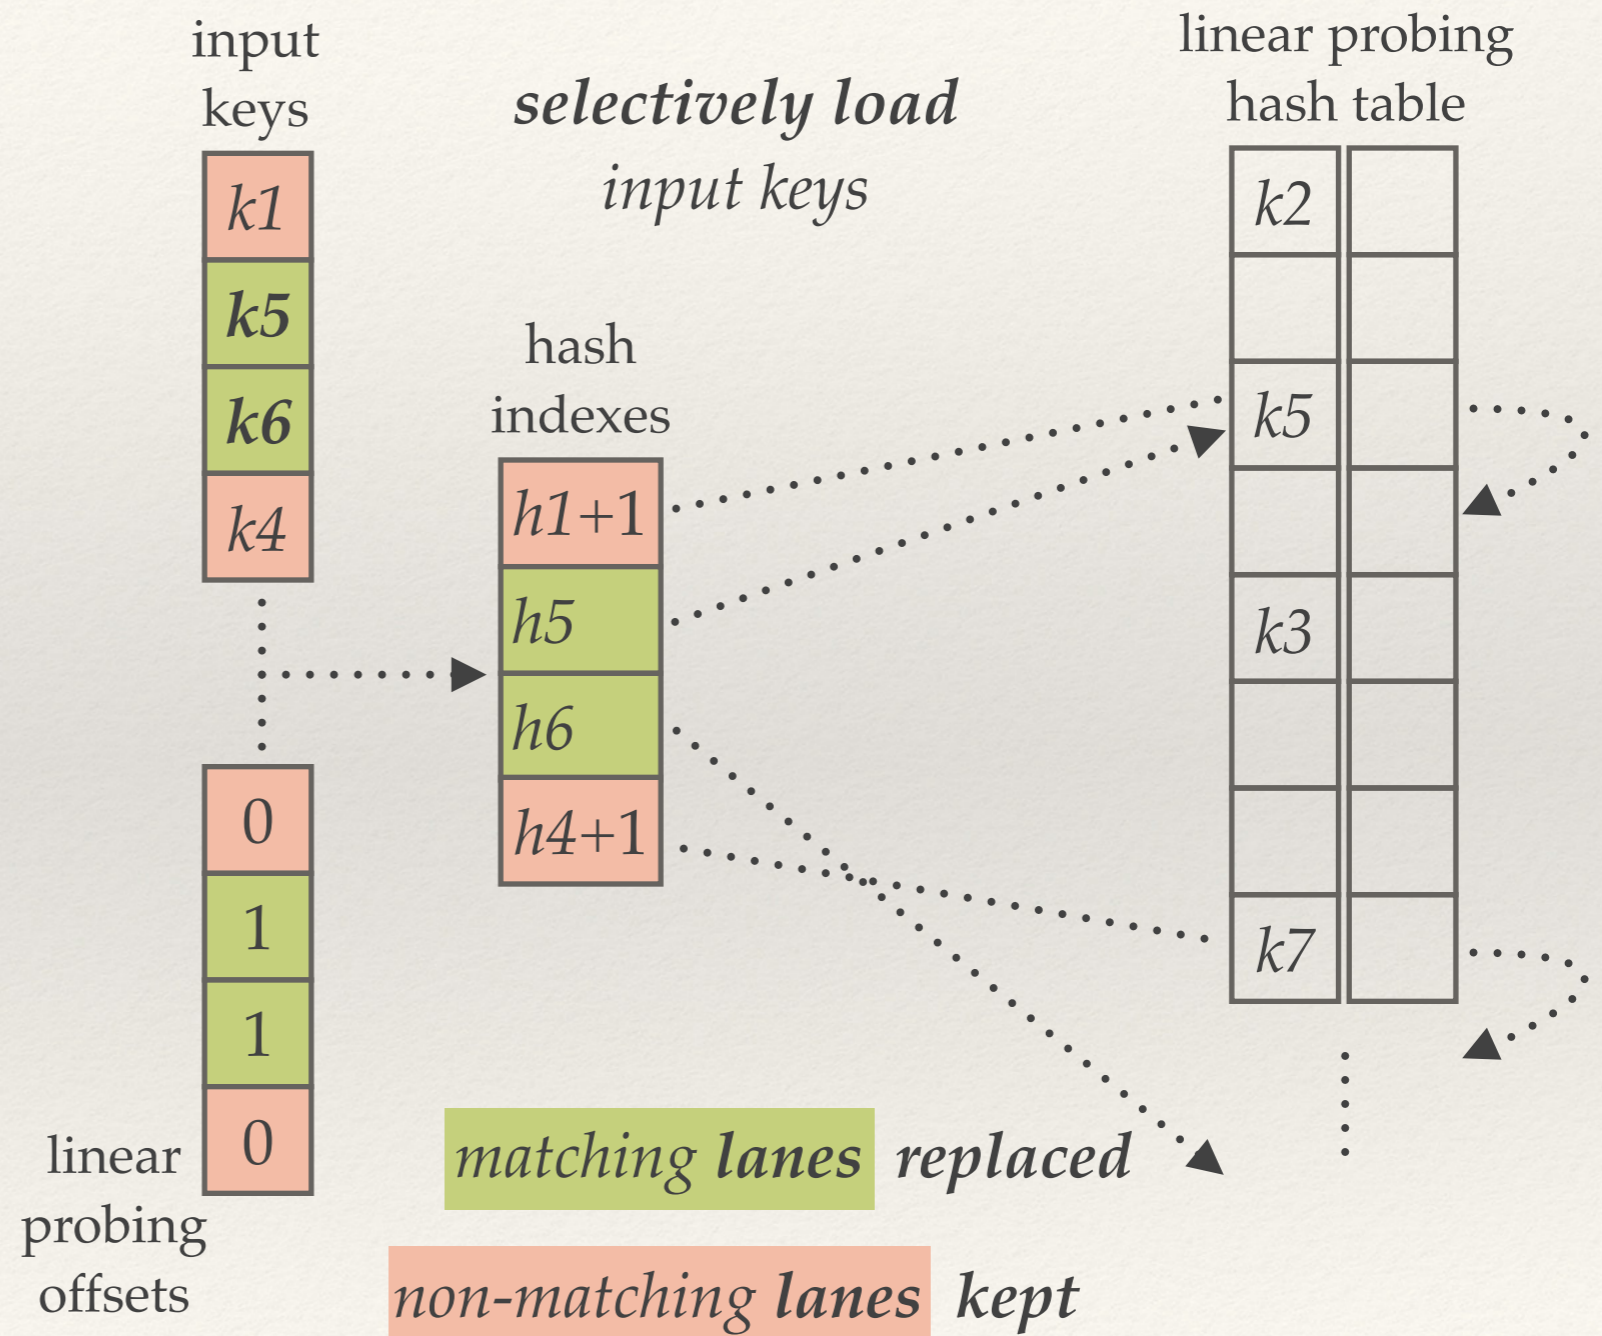 input
keys
selectively load
input keys
linear probing
hash table
k1
k5
k6
k4
hash
indexes
h1+1
h5
h6
h4+1
k2
k5
k3
k7
0
1
1
0
linear
probing
offsets
matching lanes replaced
non-matching lanes kept